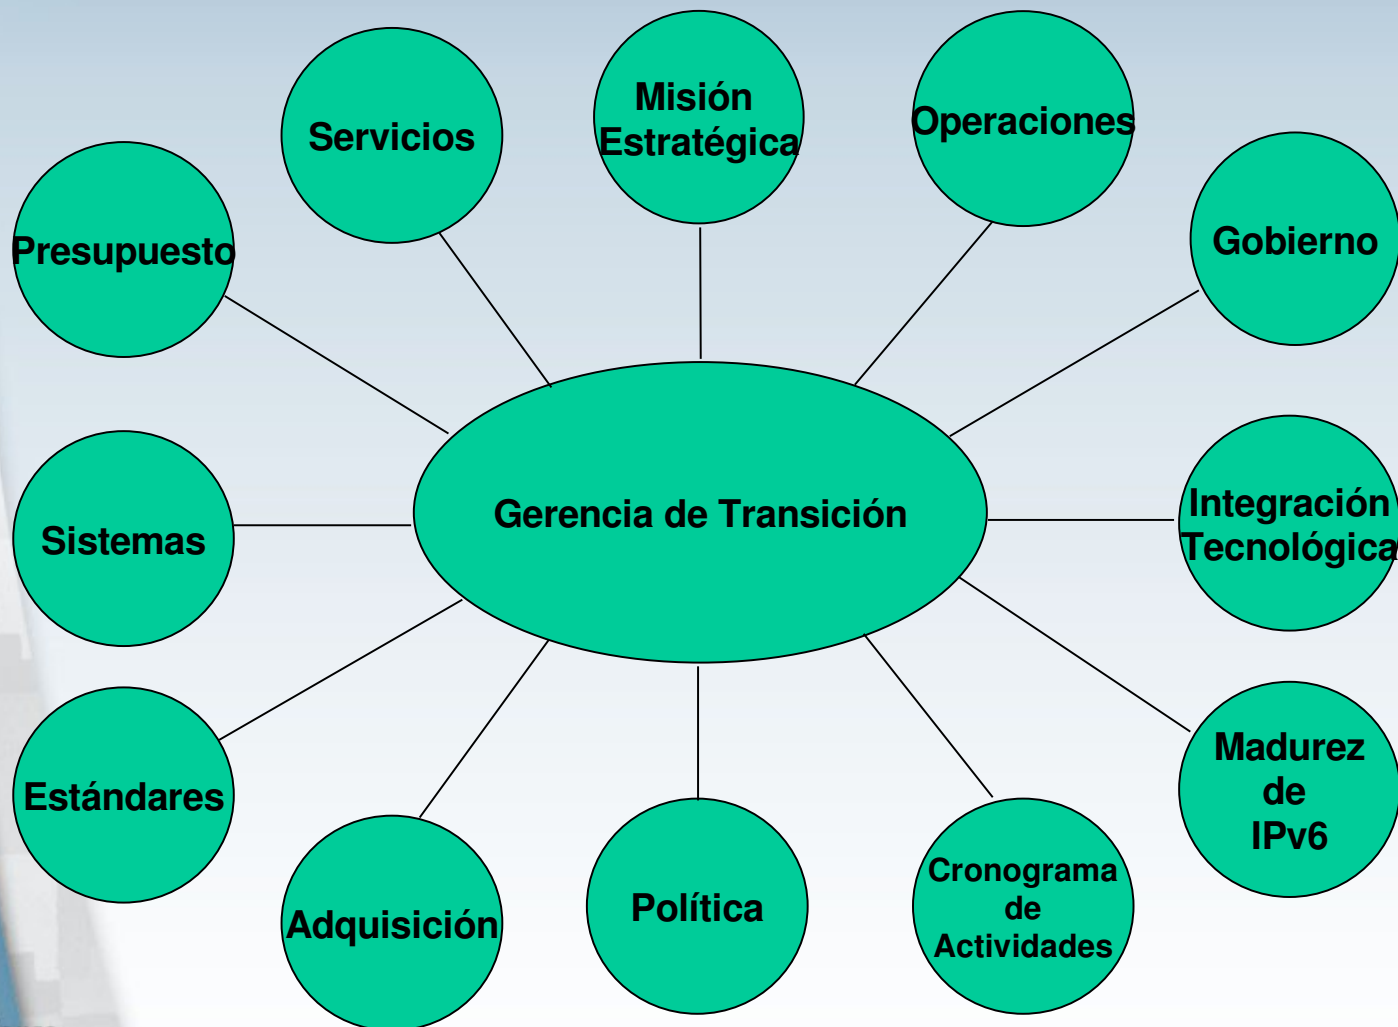 Misión
Estratégica
Servicios
Operaciones
Presupuesto
Gobierno
Gerencia de Transición
Sistemas
Integración
Tecnológica
Estándares
Madurez
de
IPv6
Adquisición
Política
Cronograma
de
Actividades